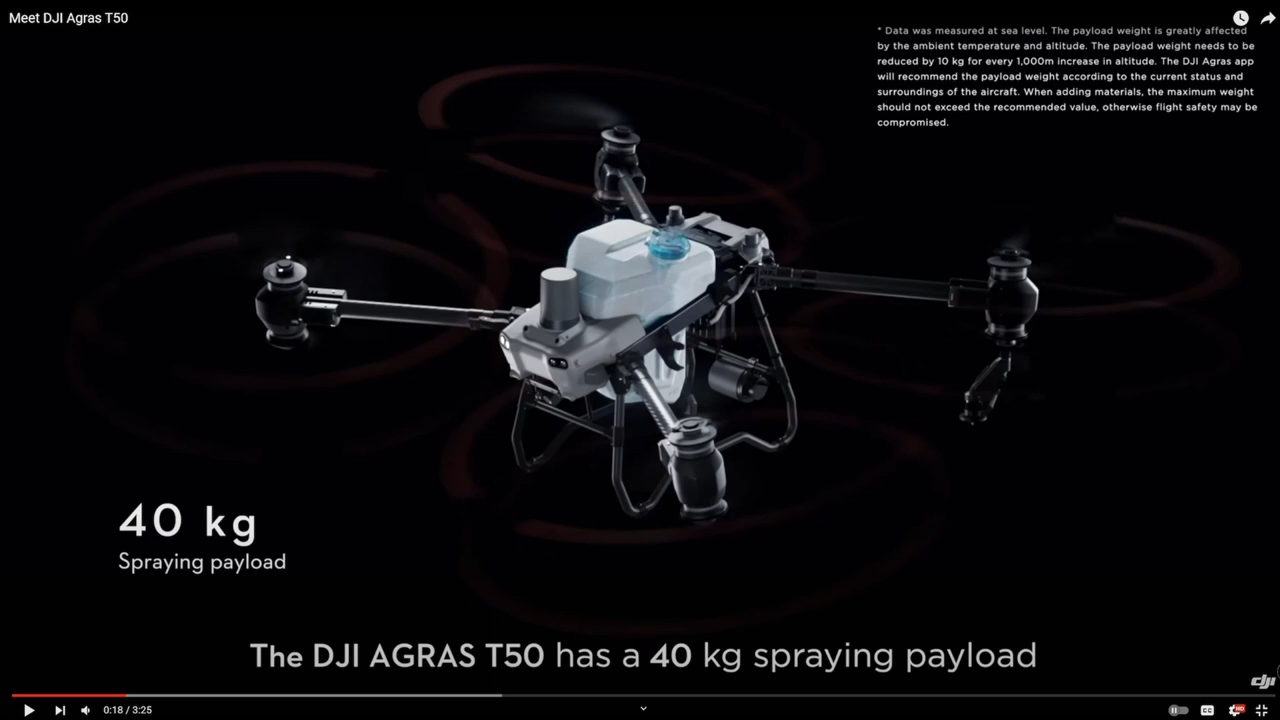 Meet DJI Agras T50
* Data was measured at sea level. The payload weight is greatly affected
by the ambient temperature and altitude. The payload weight needs to be
reduced by 10 kg for every 1,000m increase in altitude. The DJI Agras app
will recommend the payload weight according to the current status and
surroundings of the aircraft. When adding materials, the maximum weight
should not exceed the recommended value, otherwise flight safety may be
compromised.
40 kg
Spraying payload
The DJI AGRAS T50 has a 40 kg spraying payload
dji
0:18 / 3:25
CC
HD